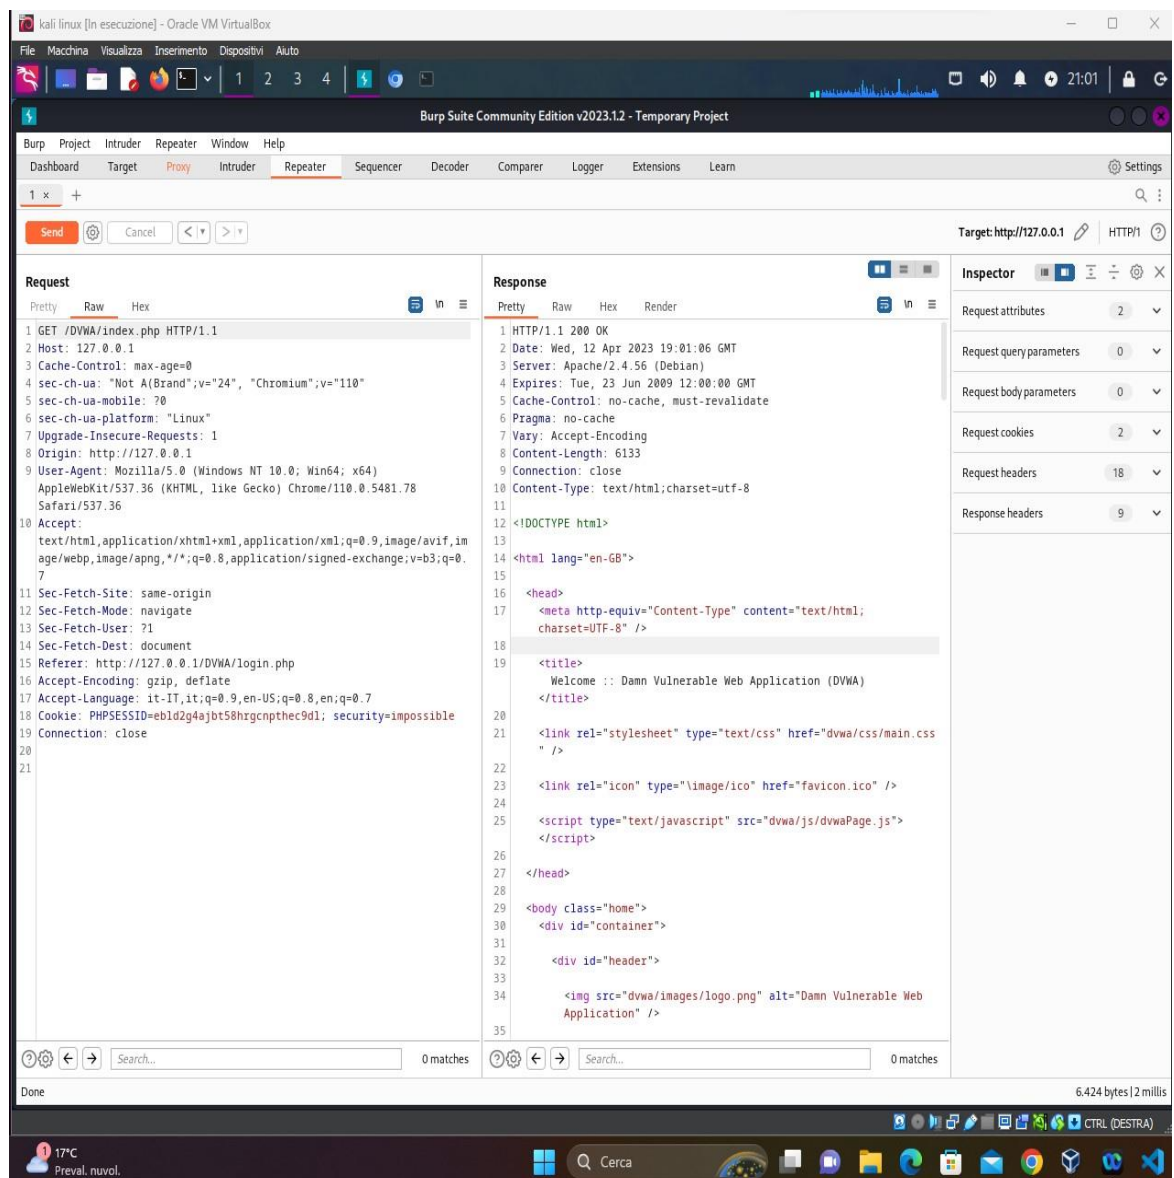 kali linux [In esecuzione] - Oracle VM VirtualBox
File Macchina Visualizza Inserimento Dispositivi Aiuto
1 2 3 4
21:01
Burp Suite Community Edition v2023.1.2 - Temporary Project
Burp Project Intruder Repeater Window Help
Dashboard Target Proxy Intruder Repeater Sequencer Decoder Comparer Logger Extensions Learn
Settings
1 × +
Send Cancel < >
Target: http://127.0.0.1 HTTP/1
Request
Pretty Raw Hex
\n
1 GET /DVWA/index.php HTTP/1.1
2 Host: 127.0.0.1
3 Cache-Control: max-age=0
4 sec-ch-ua: "Not A(Brand";v="24", "Chromium";v="110"
5 sec-ch-ua-mobile: ?0
6 sec-ch-ua-platform: "Linux"
7 Upgrade-Insecure-Requests: 1
8 Origin: http://127.0.0.1
9 User-Agent: Mozilla/5.0 (Windows NT 10.0; Win64; x64)
AppleWebKit/537.36 (KHTML, like Gecko) Chrome/110.0.5481.78
Safari/537.36
10 Accept:
text/html,application/xhtml+xml,application/xml;q=0.9,image/avif,im
age/webp,image/apng,*/*;q=0.8,application/signed-exchange;v=b3;q=0.
7
11 Sec-Fetch-Site: same-origin
12 Sec-Fetch-Mode: navigate
13 Sec-Fetch-User: ?1
14 Sec-Fetch-Dest: document
15 Referer: http://127.0.0.1/DVWA/login.php
16 Accept-Encoding: gzip, deflate
17 Accept-Language: it-IT,it;q=0.9,en-US;q=0.8,en;q=0.7
18 Cookie: PHPSESSID=ebld2g4ajbt58hrgcnpthec9dl; security=impossible
19 Connection: close
20
21
Search...
0 matches
Response
Pretty Raw Hex Render
\n
1 HTTP/1.1 200 OK
2 Date: Wed, 12 Apr 2023 19:01:06 GMT
3 Server: Apache/2.4.56 (Debian)
4 Expires: Tue, 23 Jun 2009 12:00:00 GMT
5 Cache-Control: no-cache, must-revalidate
6 Pragma: no-cache
7 Vary: Accept-Encoding
8 Content-Length: 6133
9 Connection: close
10 Content-Type: text/html;charset=utf-8
11
12 <!DOCTYPE html>
13
14 <html lang="en-GB">
15
16 <head>
17 <meta http-equiv="Content-Type" content="text/html;
charset=UTF-8" />
18
19 <title>
Welcome :: Damn Vulnerable Web Application (DVWA)
</title>
20
21 <link rel="stylesheet" type="text/css" href="dvwa/css/main.css
" />
22
23 <link rel="icon" type="\image/ico" href="favicon.ico" />
24
25 <script type="text/javascript" src="dvwa/js/dvwaPage.js">
</script>
26
27 </head>
28
29 <body class="home">
30 <div id="container">
31
32 <div id="header">
33
34 <img src="dvwa/images/logo.png" alt="Damn Vulnerable Web
Application" />
35
Search...
0 matches
Inspector
Request attributes 2
Request query parameters 0
Request body parameters 0
Request cookies 2
Request headers 18
Response headers 9
Done
6.424 bytes | 2 millis
CTRL (DESTRA)
1
17°C
Preval. nuvol.
Cerca